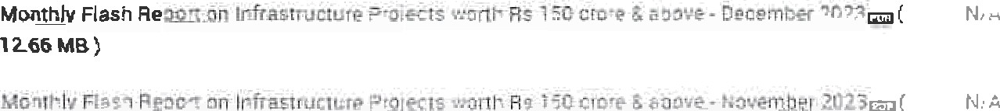 Monthly Flash Report on Infrastructure Projects worth Rs 150 crore & above - December 2023 PDF ( N/A
12.66 MB )
Monthly Flash Report on Infrastructure Projects worth Rs 150 crore & above - November 2023 PDF ( N/A